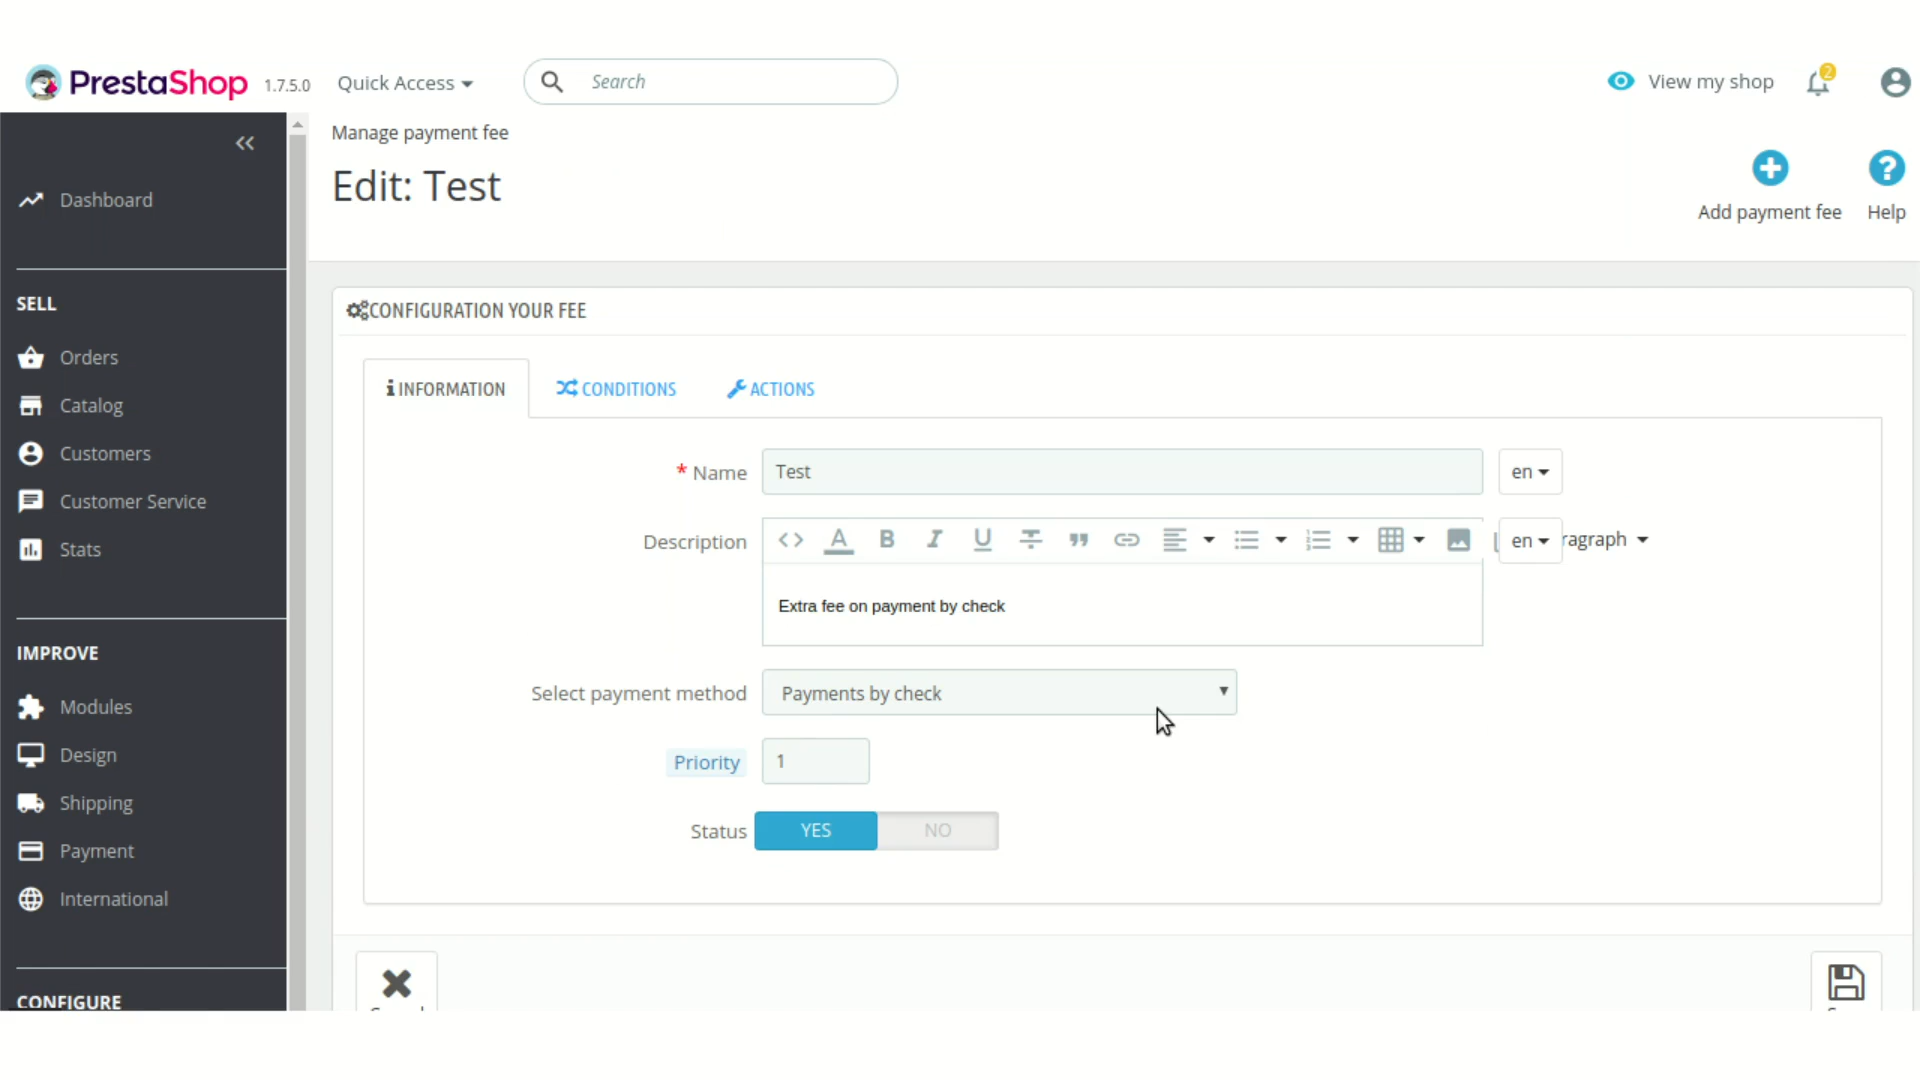 PrestaShop 1.7.5.0 Quick Access Search View my shop 2
Manage payment fee
Edit: Test
Add payment fee Help
Dashboard
SELL
Orders
Catalog
Customers
Customer Service
Stats
IMPROVE
Modules
Design
Shipping
Payment
International
CONFIGURE
CONFIGURATION YOUR FEE
INFORMATION CONDITIONS ACTIONS
* Name Test en
Description en ragraph
Extra fee on payment by check
Select payment method Payments by check
Priority 1
Status YES NO